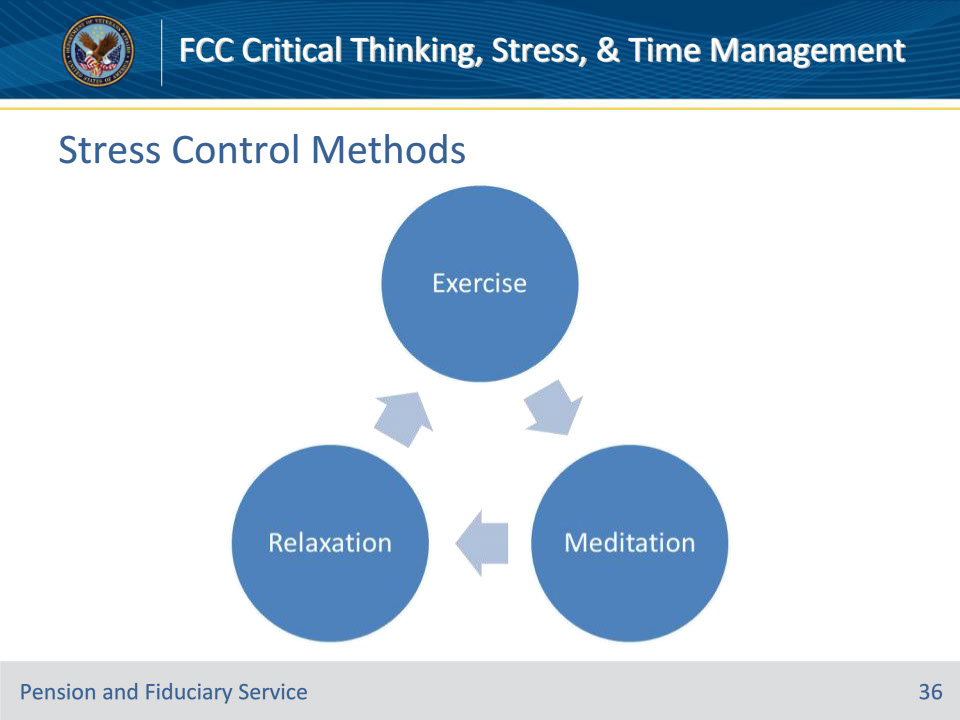 FCC Critical Thinking, Stress, & Time Management
Stress Control Methods
Exercise
Relaxation
Meditation
Pension and Fiduciary Service
36